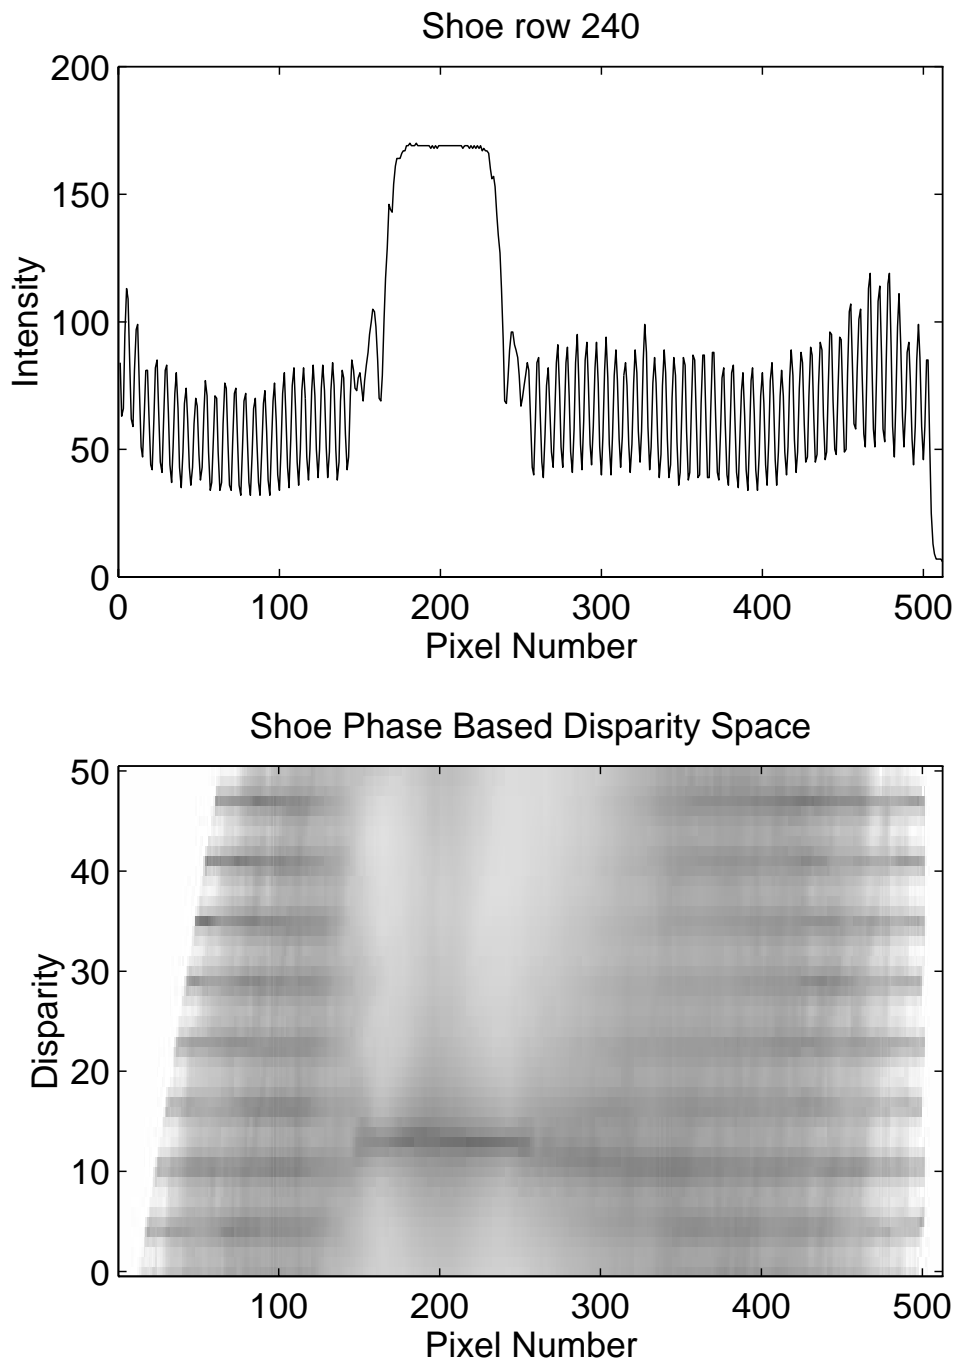 Shoe row 240
200
150
100
50
0
Intensity
0 100 200 300 400 500
Pixel Number
Shoe Phase Based Disparity Space
50
40
30
20
10
0
Disparity
100 200 300 400 500
Pixel Number